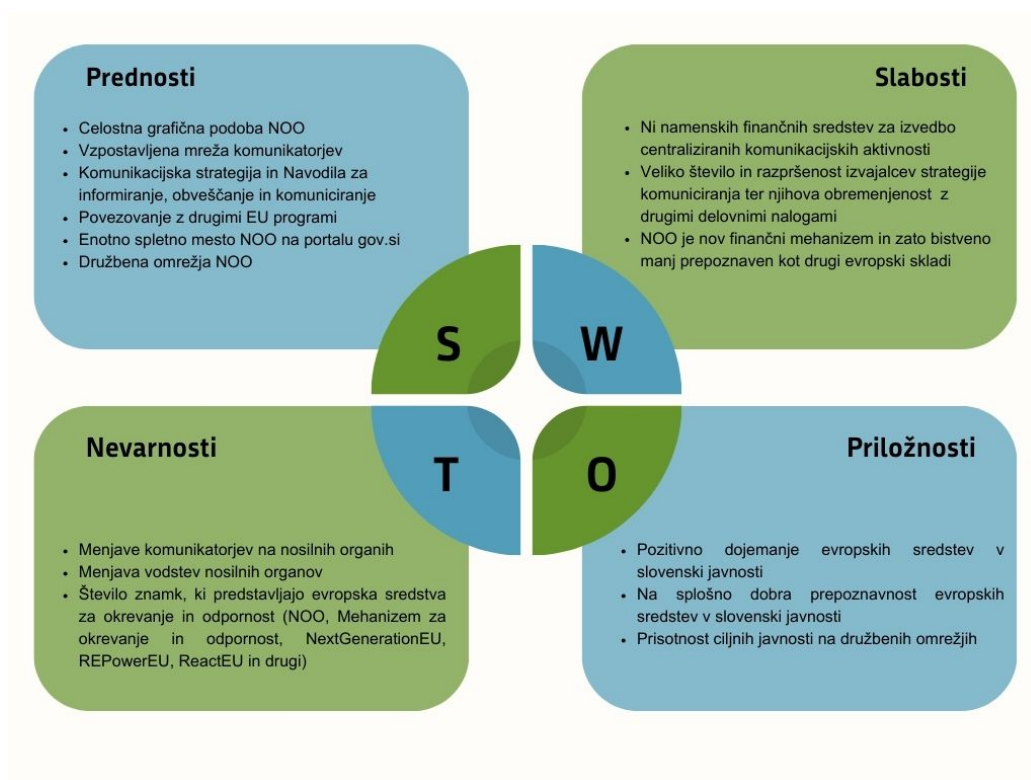 Prednosti
• Celostna grafična podoba NOO
• Vzpostavljena mreža komunikatorjev
• Komunikacijska strategija in Navodila za
informiranje, obveščanje in komuniciranje
• Povezovanje z drugimi EU programi
• Enotno spletno mesto NOO na portalu gov.si
• Družbena omrežja NOO
Slabosti
• Ni namenskih finančnih sredstev za izvedbo
centraliziranih komunikacijskih aktivnosti
• Veliko število in razpršenost izvajalcev strategije
komuniciranja ter njihova obremenjenost z
drugimi delovnimi nalogami
• NOO je nov finančni mehanizem in zato bistveno
manj prepoznaven kot drugi evropski skladi
S
W
T
O
Nevarnosti
• Menjave komunikatorjev na nosilnih organih
• Menjava vodstev nosilnih organov
• Število znamk, ki predstavljajo evropska sredstva
za okrevanje in odpornost (NOO, Mehanizem za
okrevanje in odpornost, NextGenerationEU,
REPowerEU, ReactEU in drugi)
Priložnosti
• Pozitivno dojemanje evropskih sredstev v
slovenski javnosti
• Na splošno dobra prepoznavnost evropskih
sredstev v slovenski javnosti
• Prisotnost ciljnih javnosti na družbenih omrežjih